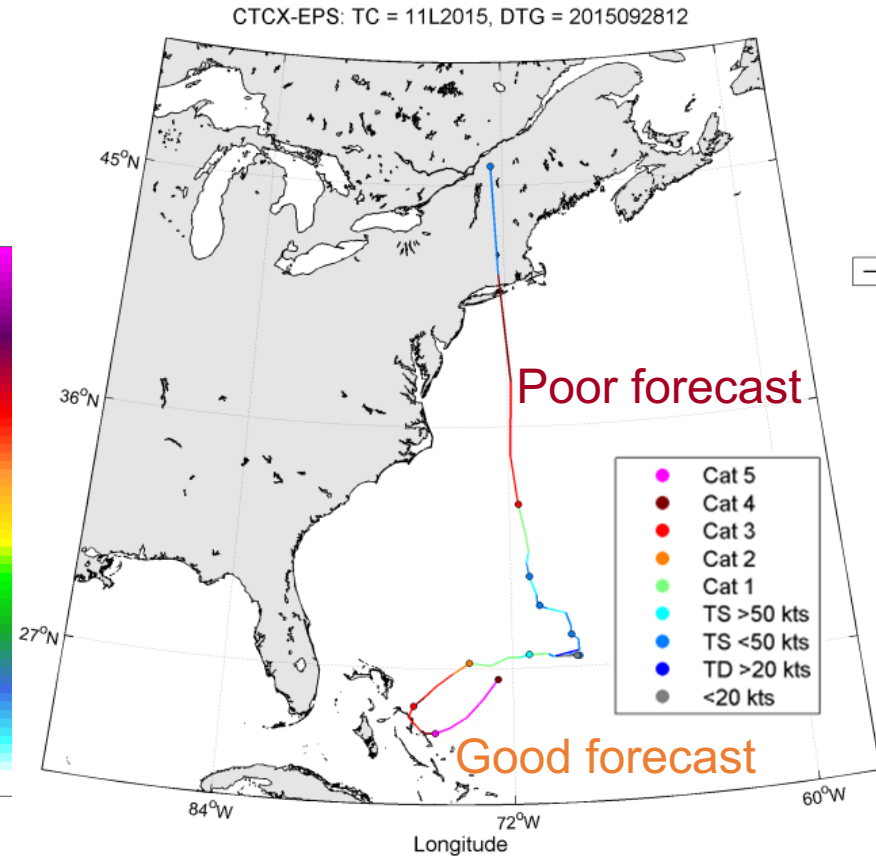 CTCX-EPS: TC = 11L2015, DTG = 2015092812
45°N
36°N
Poor forecast
Cat 5
Cat 4
Cat 3
Cat 2
Cat 1
TS >50 kts
TS <50 kts
TD >20 kts
<20 kts
27°N
Good forecast
84°W
72°W
60°W
Longitude